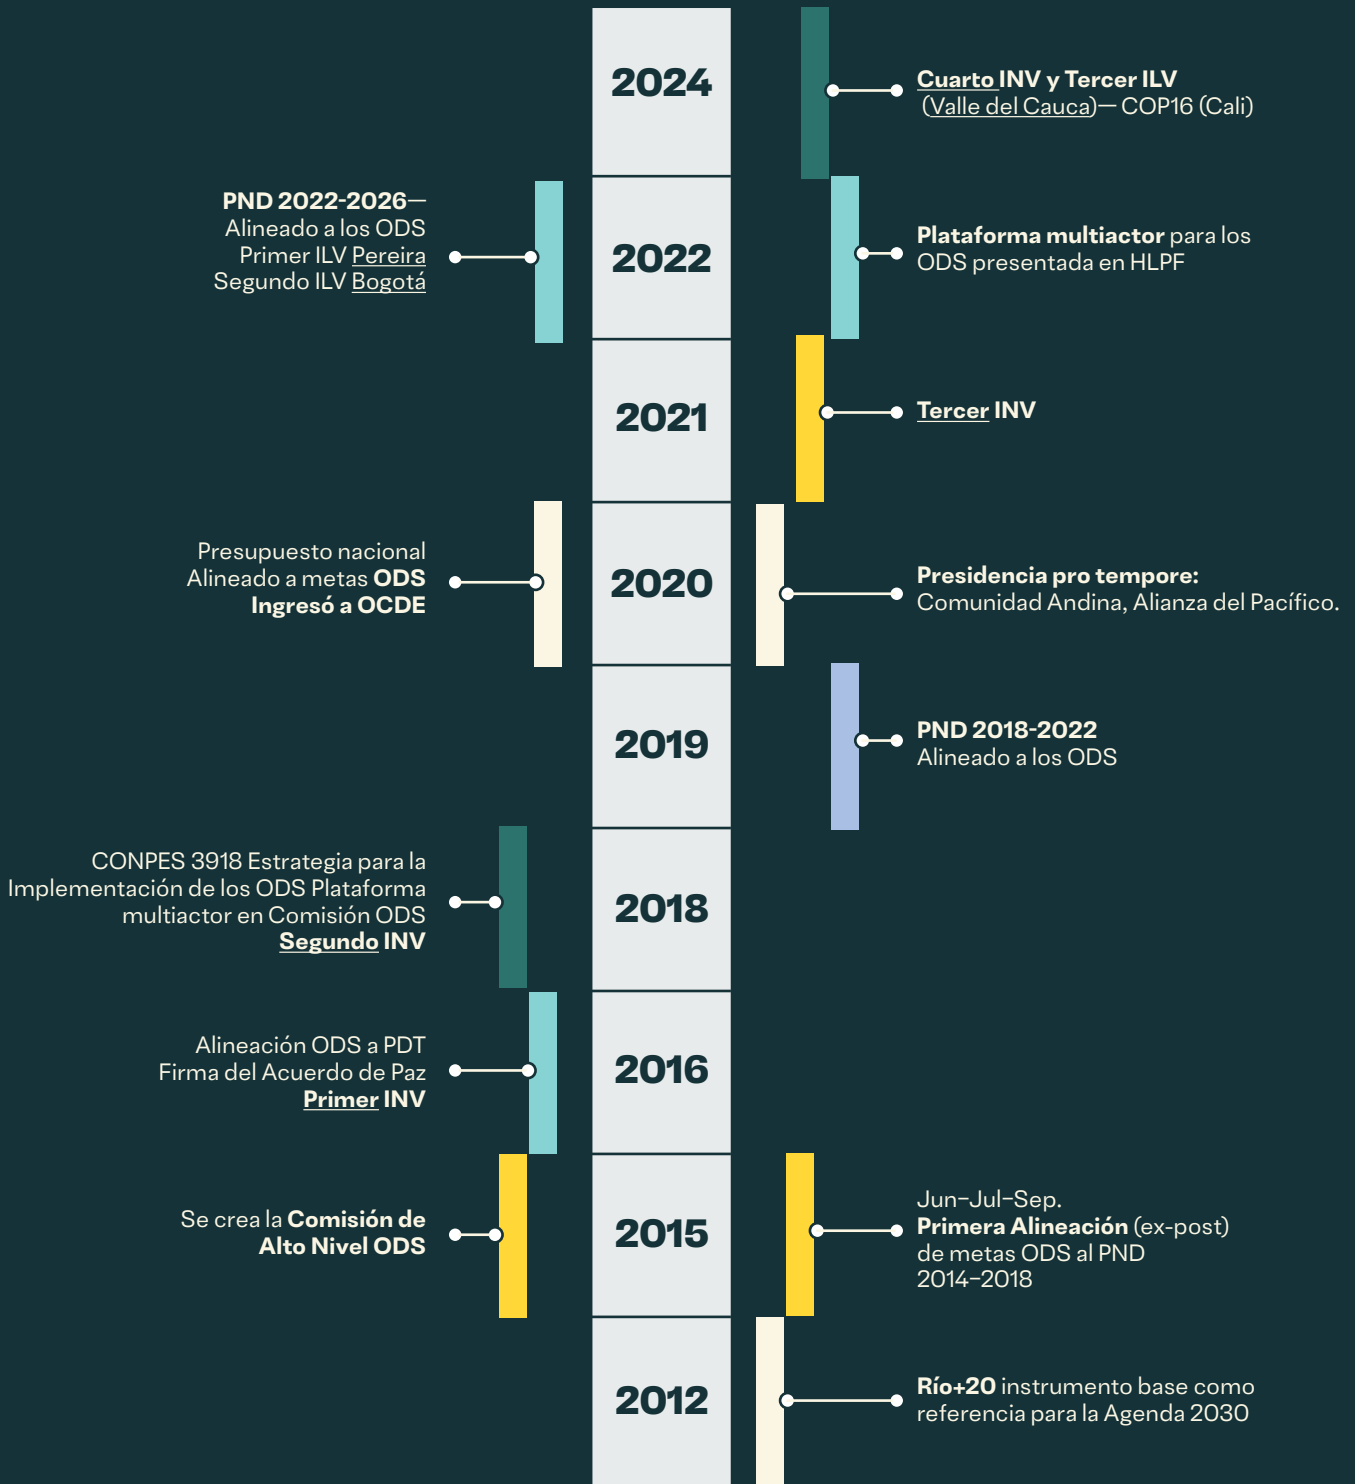 2024
Cuarto INV y Tercer ILV
(Valle del Cauca)— COP16 (Cali)
PND 2022-2026—
Alineado a los ODS
Primer ILV Pereira
Segundo ILV Bogotá
2022
Plataforma multiactor para los
ODS presentada en HLPF
2021
Tercer INV
Presupuesto nacional
Alineado a metas ODS
Ingresó a OCDE
2020
Presidencia pro tempore:
Comunidad Andina, Alianza del Pacífico.
2019
PND 2018-2022
Alineado a los ODS
CONPES 3918 Estrategia para la
Implementación de los ODS Plataforma
multiactor en Comisión ODS
Segundo INV
2018
Alineación ODS a PDT
Firma del Acuerdo de Paz
Primer INV
2016
Se crea la Comisión de
Alto Nivel ODS
2015
Jun–Jul–Sep.
Primera Alineación (ex-post)
de metas ODS al PND
2014–2018
2012
Río+20 instrumento base como
referencia para la Agenda 2030